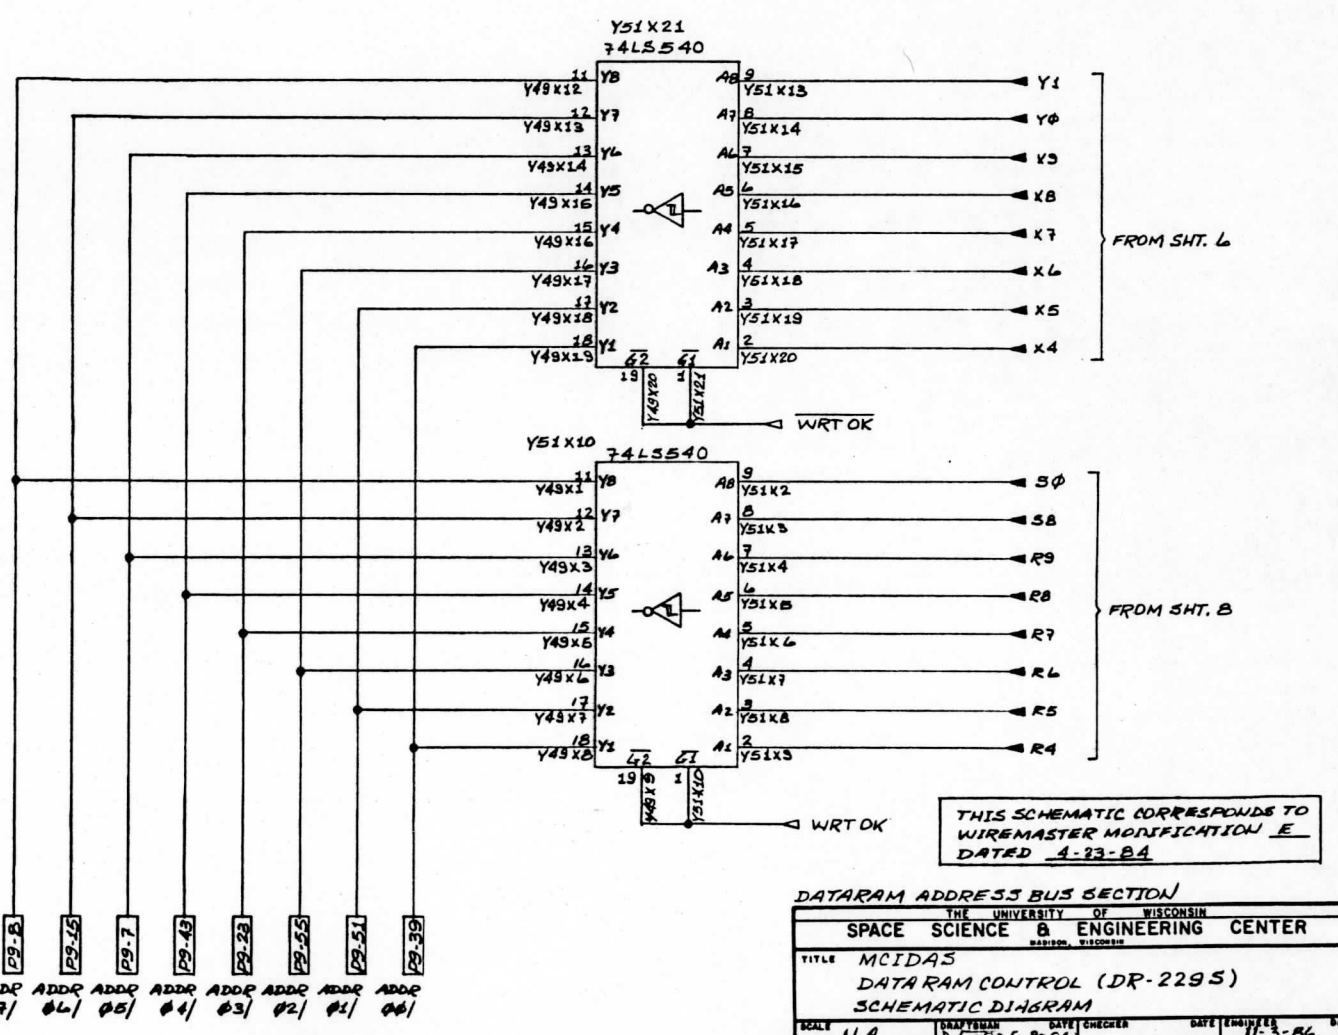 Y51X21
74LS540
11 Y8 A8 9 Y1
Y49X12 Y51X13
12 Y7 A7 8 YØ
Y49X13 Y51X14
13 Y6 A6 7 X9
Y49X14 Y51X15
14 Y5 A5 6 X8
Y49X15 Y51X16
15 Y4 A4 5 X7
Y49X16 Y51X17
FROM SHT. 6
16 Y3 A3 4 X6
Y49X17 Y51X18
17 Y2 A2 3 X5
Y49X18 Y51X19
18 Y1 A1 2 X4
Y49X19 Y51X20
G2 G1
19 1
Y49X20 Y51X21
WRT OK
Y51X10
74LS540
11 Y8 A8 9 SØ
Y49X1 Y51X2
12 Y7 A7 8 S8
Y49X2 Y51X3
13 Y6 A6 7 R9
Y49X3 Y51X4
14 Y5 A5 6 R8
Y49X4 Y51X5
FROM SHT. 8
15 Y4 A4 5 R7
Y49X5 Y51X6
16 Y3 A3 4 R6
Y49X6 Y51X7
17 Y2 A2 3 R5
Y49X7 Y51X8
18 Y1 A1 2 R4
Y49X8 Y51X9
G2 G1
19 1
Y49X9 Y51X10
WRT OK
THIS SCHEMATIC CORRESPONDS TO
WIREMASTER MODIFICATION E
DATED 4-23-84
DATARAM ADDRESS BUS SECTION
THE UNIVERSITY OF WISCONSIN
SPACE SCIENCE & ENGINEERING CENTER
MADISON, WISCONSIN
TITLE MCIDAS
DATARAM CONTROL (DR-229S)
SCHEMATIC DIAGRAM
SCALE N.A. DRAFTSMAN DATE CHECKER DATE ENGINEER
P9-8 P9-15 P9-7 P9-43 P9-23 P9-55 P9-51 P9-39
ADDR ADDR ADDR ADDR ADDR ADDR ADDR
7/ Ø6/ Ø5/ Ø4/ Ø3/ Ø2/ Ø1/ ØØ/